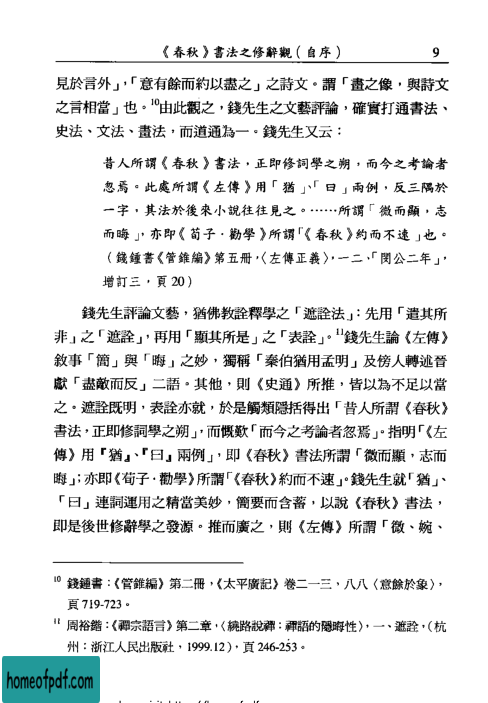 《春秋》書法之修辭觀（自序） 9
見於言外」，「意有餘而約以盡之」之詩文。謂「畫之像，與詩文
之言相當」也。10由此觀之，錢先生之文藝評論，確實打通書法、
史法、文法、畫法，而道通為一。錢先生又云：
昔人所謂《春秋》書法，正即修詞學之朔，而今之考論者
忽焉。此處所謂《左傳》用「猶」、「曰」兩例，反三隅於
一字，其法於後來小說往往見之。……所謂「微而顯，志
而晦」，亦即《荀子．勸學》所謂「《春秋》約而不速」也。
（錢鍾書《管錐編》第五册，〈左傳正義〉，一二、「閔公二年」，
增訂三，頁 20）
錢先生評論文藝，猶佛教詮釋學之「遮詮法」：先用「遣其所
非」之「遮詮」，再用「顯其所是」之「表詮」。11錢先生論《左傳》
敘事「簡」與「晦」之妙，獨稱「秦伯猶用孟明」及傍人轉述晉
獻「盡敵而反」二語。其他，則《史通》所推，皆以為不足以當
之。遮詮既明，表詮亦就，於是觸類隱括得出「昔人所謂《春秋》
書法，正即修詞學之朔」，而慨歎「而今之考論者忽焉」。指明「《左
傳》用『猶』、『曰』兩例」，即《春秋》書法所謂「微而顯，志而
晦」；亦即《荀子．勸學》所謂「《春秋》約而不速」。錢先生就「猶」、
「曰」連詞運用之精當美妙，簡要而含蓄，以說《春秋》書法，
即是後世修辭學之發源。推而廣之，則《左傳》所謂「微、婉、
10 錢鍾書：《管錐編》第二冊，《太平廣記》卷二一三，八八〈意餘於象〉，
頁 719-723。
11 周裕鍇：《禪宗語言》第二章，〈繞路說禪：禪語的隱晦性〉，一、遮詮，（杭
州：浙江人民出版社，1999.12），頁 246-253。
homeofpdf.com